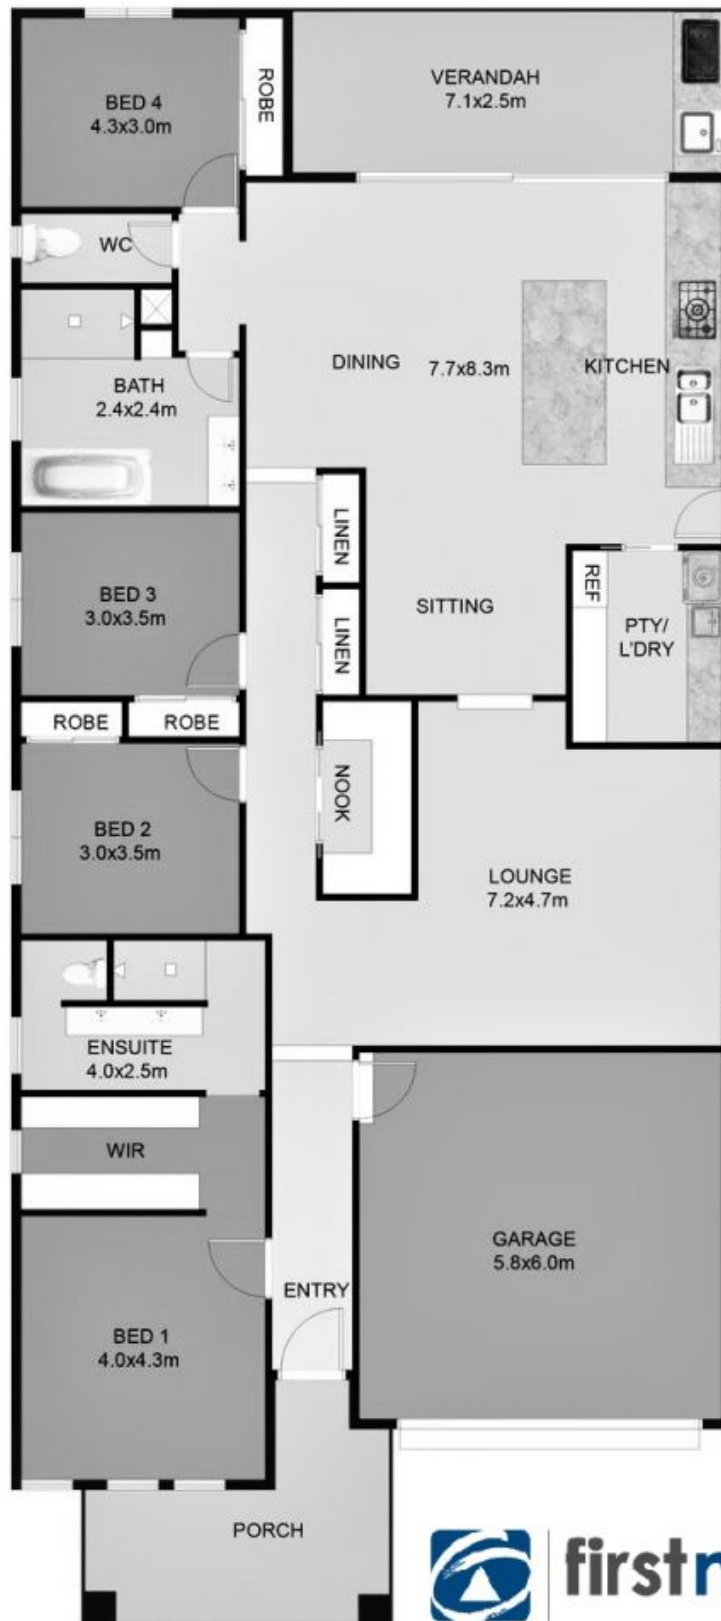 BED 4
4.3x3.0m
ROBE
VERANDAH
7.1x2.5m
WC
BATH
2.4x2.4m
DINING
7.7x8.3m
KITCHEN
LINEN
BED 3
3.0x3.5m
LINEN
SITTING
REF
PTY/
L'DRY
ROBE
ROBE
NOOK
BED 2
3.0x3.5m
LOUNGE
7.2x4.7m
ENSUITE
4.0x2.5m
WIR
GARAGE
5.8x6.0m
ENTRY
BED 1
4.0x4.3m
PORCH
first